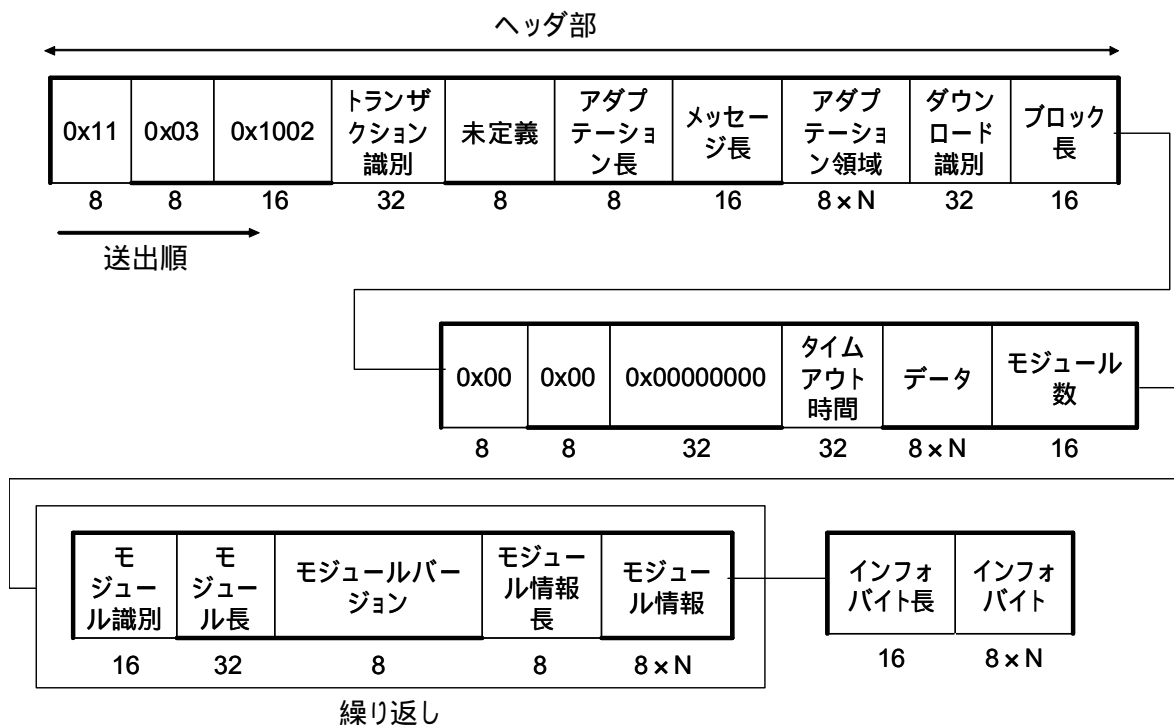 ヘッダ部
0x11
0x03
0x1002
トランザ
クション
識別
未定義
アダプ
テーショ
ン長
メッセー
ジ長
アダプ
テーショ
ン領域
ダウン
ロード
識別
ブロック
長
8
8
16
32
8
8
16
8×N
32
16
送出順
0x00
0x00
0x00000000
タイム
アウト
時間
データ
モジュール
数
8
8
32
32
8×N
16
モ
ジュー
ル識別
モ
ジュー
ル長
モジュールバー
ジョン
モジュー
ル情報
長
モジュー
ル情報
インフォ
バイト長
インフォ
バイト
16
32
8
8
8×N
16
8×N
繰り返し